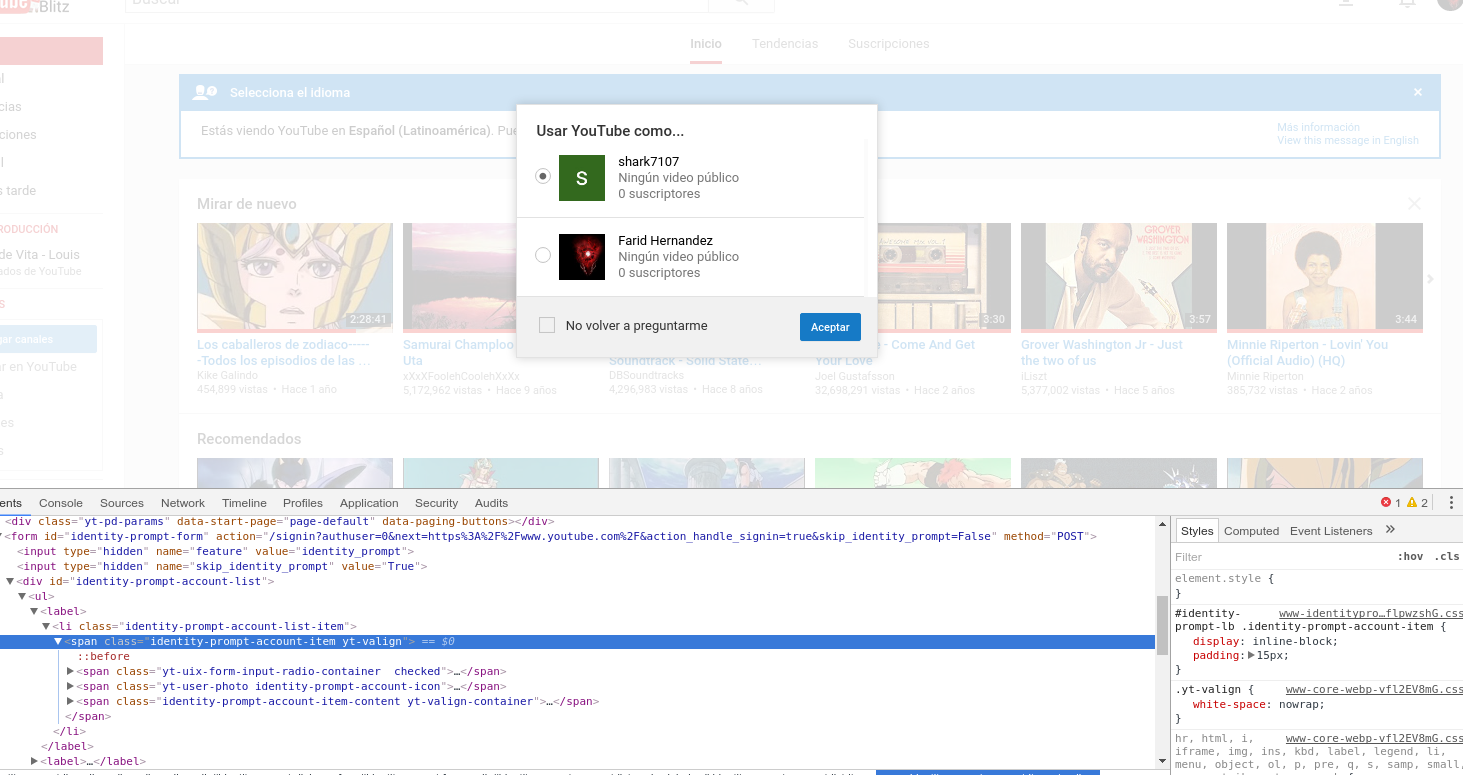 Blitz
Buscar
Inicio Tendencias Suscripciones
Selecciona el idioma
Estás viendo YouTube en Español (Latinoamérica). Pue
Más información
View this message in English
Usar YouTube como...
shark7107
Ningún video público
0 suscriptores
S
Farid Hernandez
Ningún video público
0 suscriptores
No volver a preguntarme
Aceptar
cias
ciones
s tarde
RODUCCIÓN
de Vita - Louis
ados de YouTube
gar canales
ar en YouTube
Mirar de nuevo
2:28:41
3:30
GROVER
WASHINGTON
3:57
3:44
Los caballeros de zodiaco-----
-Todos los episodios de las ...
Kike Galindo
454,899 vistas • Hace 1 año
Samurai Champloo
Uta
xXxXFoolehCoolehXxXx
5,172,962 vistas • Hace 9 años
Soundtrack - Solid State...
DBSoundtracks
4,296,983 vistas • Hace 8 años
- Come And Get
Your Love
Joel Gustafsson
32,698,291 vistas • Hace 2 años
Grover Washington Jr - Just
the two of us
iLiszt
5,377,002 vistas • Hace 5 años
Minnie Riperton - Lovin' You
(Official Audio) (HQ)
Minnie Riperton
385,732 vistas • Hace 2 años
Recomendados
ents Console Sources Network Timeline Profiles Application Security Audits
1 2
<div class="yt-pd-params" data-start-page="page-default" data-paging-buttons></div>
<form id="identity-prompt-form" action="/signin?authuser=0&next=https%3A%2F%2Fwww.youtube.com%2F&action_handle_signin=true&skip_identity_prompt=False" method="POST">
<input type="hidden" name="feature" value="identity_prompt">
<input type="hidden" name="skip_identity_prompt" value="True">
<div id="identity-prompt-account-list">
<ul>
<label>
<li class="identity-prompt-account-list-item">
<span class="identity-prompt-account-item yt-valign"> == $0
::before
<span class="yt-uix-form-input-radio-container  checked">…</span>
<span class="yt-user-photo identity-prompt-account-icon">…</span>
<span class="identity-prompt-account-item-content yt-valign-container">…</span>
</span>
</li>
</label>
<label>…</label>
Styles Computed Event Listeners »
Filter :hov .cls
element.style {
}
#identity- www-identitypro…flpwzshG.css
prompt-lb .identity-prompt-account-item {
display: inline-block;
padding: 15px;
}
.yt-valign { www-core-webp-vfl2EV8mG.css
white-space: nowrap;
}
hr, html, i, www-core-webp-vfl2EV8mG.css
iframe, img, ins, kbd, label, legend, li,
menu, object, ol, p, pre, q, s, samp, small,